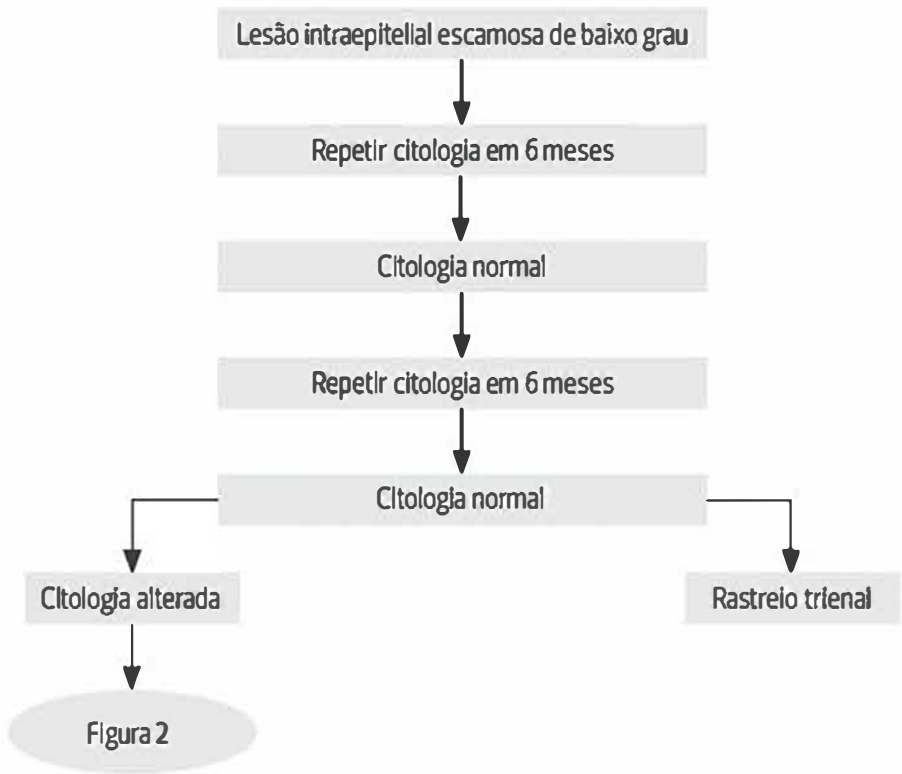 Lesão intraepitelial escamosa de baixo grau
Repetir citologia em 6 meses
Citologia normal
Repetir citologia em 6 meses
Citologia normal
Citologia alterada
Rastreio trienal
Figura 2